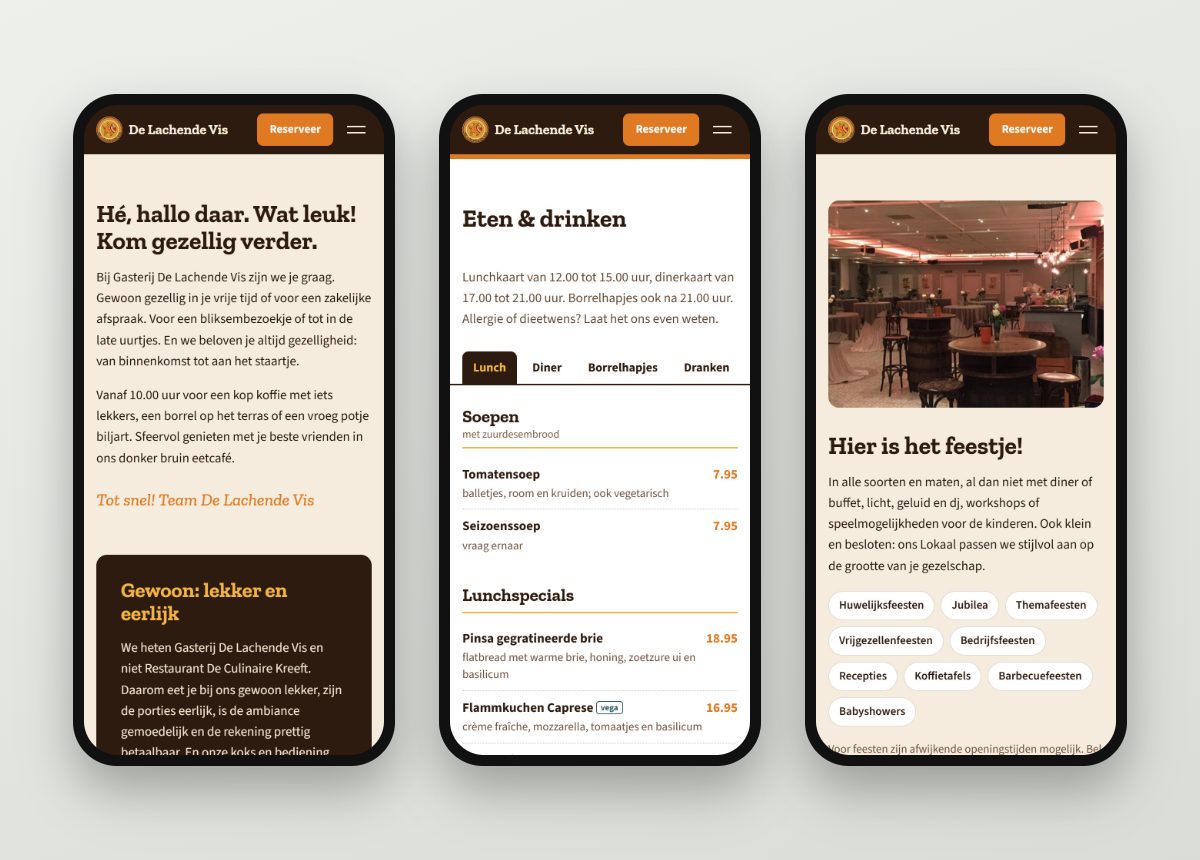 De Lachende Vis
Reserveer
Hé, hallo daar. Wat leuk!
Kom gezellig verder.
Bij Gasterij De Lachende Vis zijn we je graag.
Gewoon gezellig in je vrije tijd of voor een zakelijke
afspraak. Voor een bliksembezoekje of tot in de
late uurtjes. En we beloven je altijd gezelligheid:
van binnenkomst tot aan het staartje.
Vanaf 10.00 uur voor een kop koffie met iets
lekkers, een borrel op het terras of een vroeg potje
biljart. Sfeervol genieten met je beste vrienden in
ons donker bruin eetcafé.
Tot snel! Team De Lachende Vis
Gewoon: lekker en
eerlijk
We heten Gasterij De Lachende Vis en
niet Restaurant De Culinaire Kreeft.
Daarom eet je bij ons gewoon lekker, zijn
de porties eerlijk, is de ambiance
gemoedelijk en de rekening prettig
betaalbaar. En onze koks en bediening
De Lachende Vis
Reserveer
Eten & drinken
Lunchkaart van 12.00 tot 15.00 uur, dinerkaart van
17.00 tot 21.00 uur. Borrelhapjes ook na 21.00 uur.
Allergie of dieetwens? Laat het ons even weten.
Lunch Diner Borrelhapjes Dranken
Soepen
met zuurdesembrood
Tomatensoep 7.95
balletjes, room en kruiden; ook vegetarisch
Seizoenssoep 7.95
vraag ernaar
Lunchspecials
Pinsa gegratineerde brie 18.95
flatbread met warme brie, honing, zoetzure ui en
basilicum
Flammkuchen Caprese vega 16.95
crème fraîche, mozzarella, tomaatjes en basilicum
De Lachende Vis
Reserveer
Hier is het feestje!
In alle soorten en maten, al dan niet met diner of
buffet, licht, geluid en dj, workshops of
speelmogelijkheden voor de kinderen. Ook klein
en besloten: ons Lokaal passen we stijlvol aan op
de grootte van je gezelschap.
Huwelijksfeesten Jubilea Themafeesten
Vrijgezellenfeesten Bedrijfsfeesten
Recepties Koffietafels Barbecuefeesten
Babyshowers
Voor feesten zijn afwijkende openingstijden mogelijk. Bel